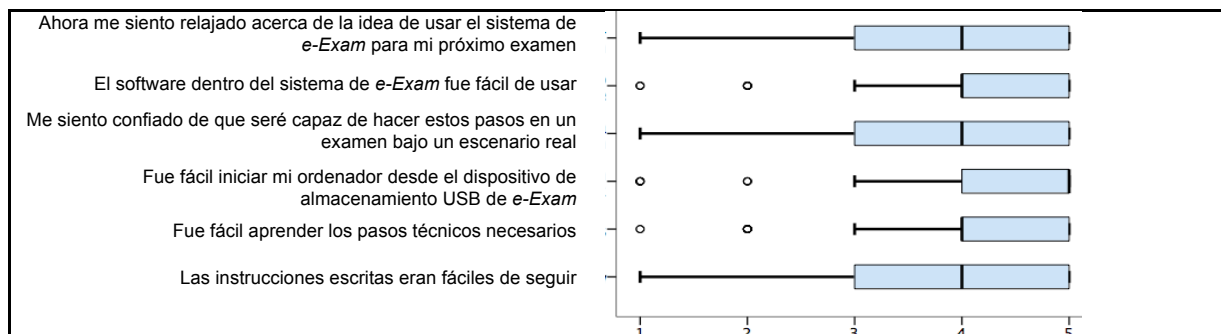 Ahora me siento relajado acerca de la idea de usar el sistema de
e-Exam para mi próximo examen
El software dentro del sistema de e-Exam fue fácil de usar
Me siento confiado de que seré capaz de hacer estos pasos en un
examen bajo un escenario real
Fue fácil iniciar mi ordenador desde el dispositivo de
almacenamiento USB de e-Exam
Fue fácil aprender los pasos técnicos necesarios
Las instrucciones escritas eran fáciles de seguir
1 2 3 4 5